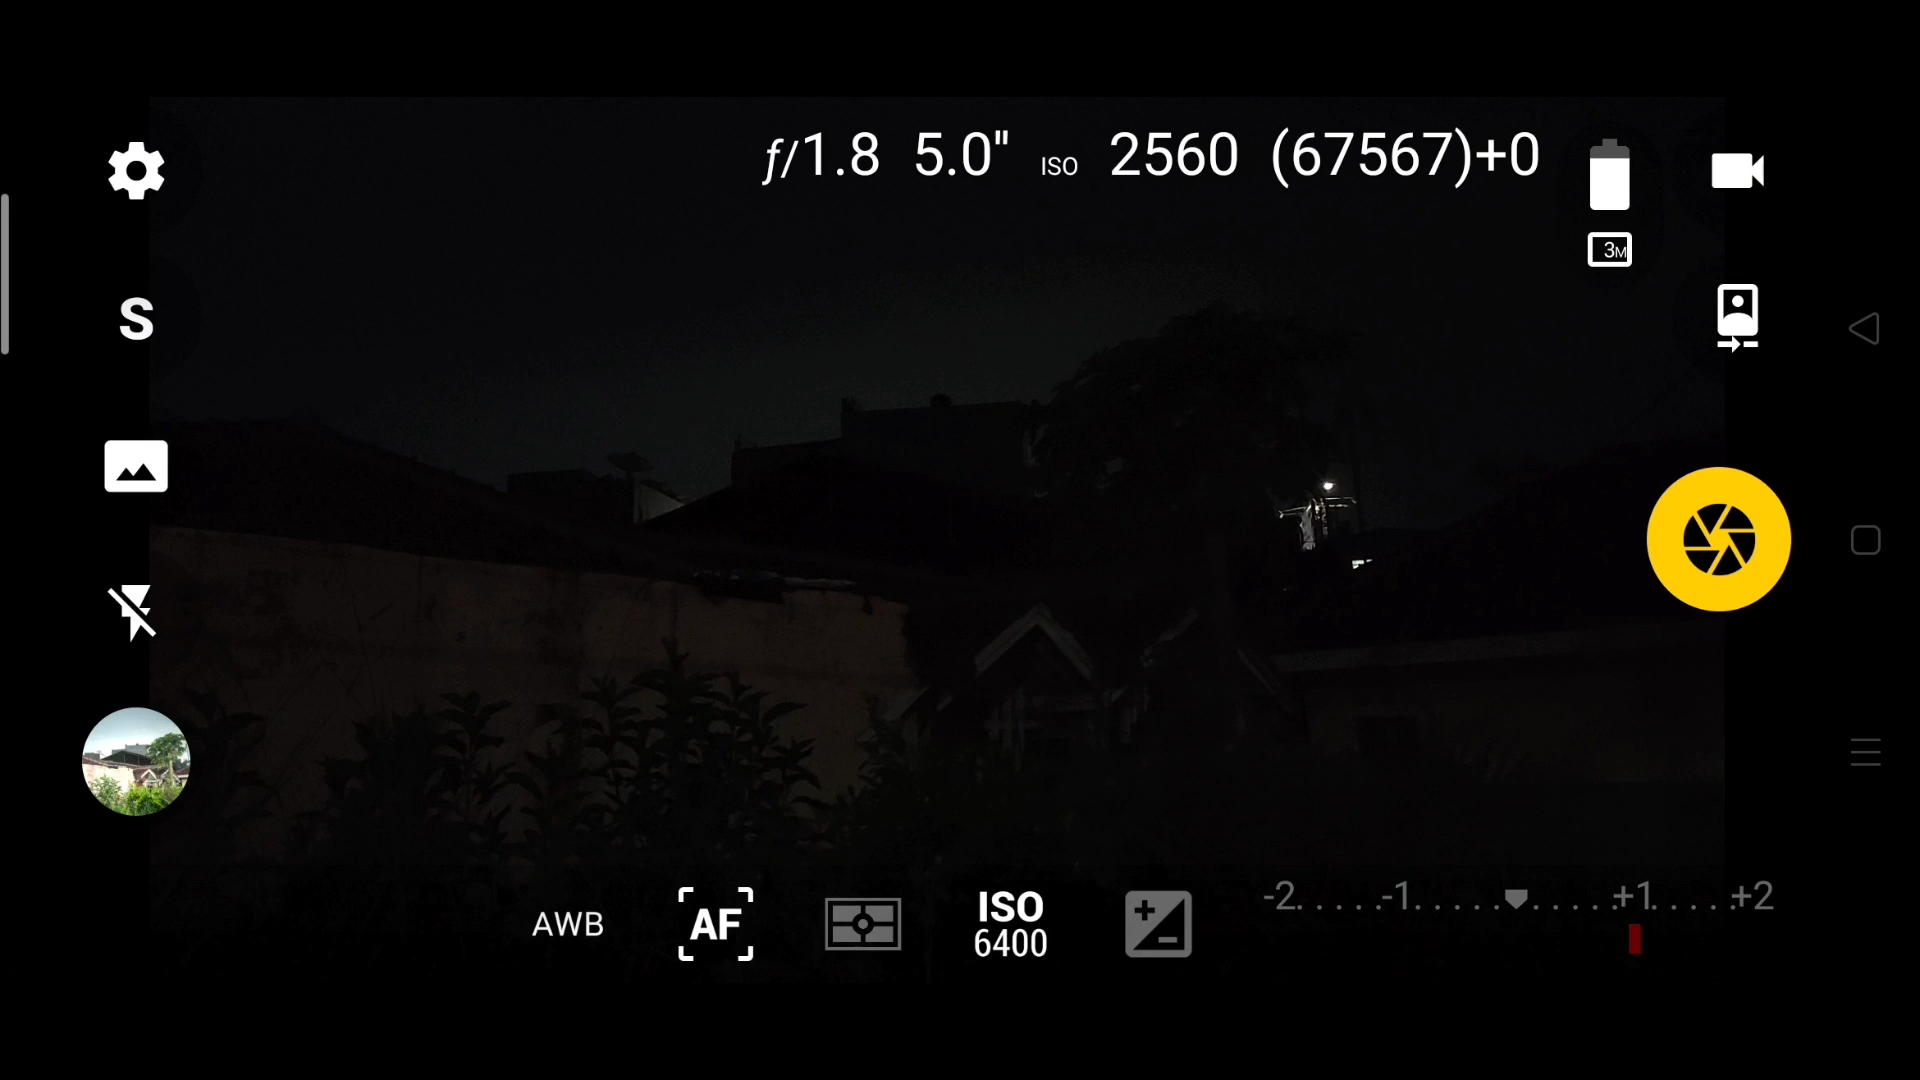 f/1.8 5.0" ISO 2560 (67567)+0
3M
S
AWB
AF
ISO
6400
-2.....-1...... .....+1.....+2